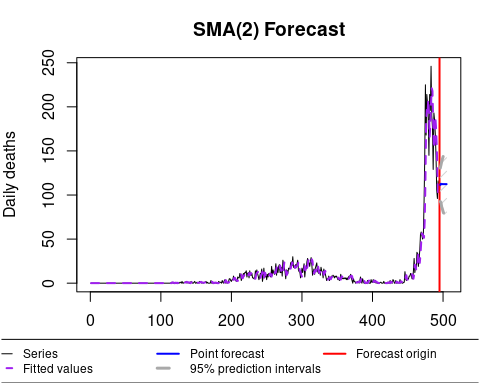 SMA(2) Forecast
Daily deaths
250
200
150
100
50
0
0 100 200 300 400 500
Series Point forecast Forecast origin
Fitted values 95% prediction intervals